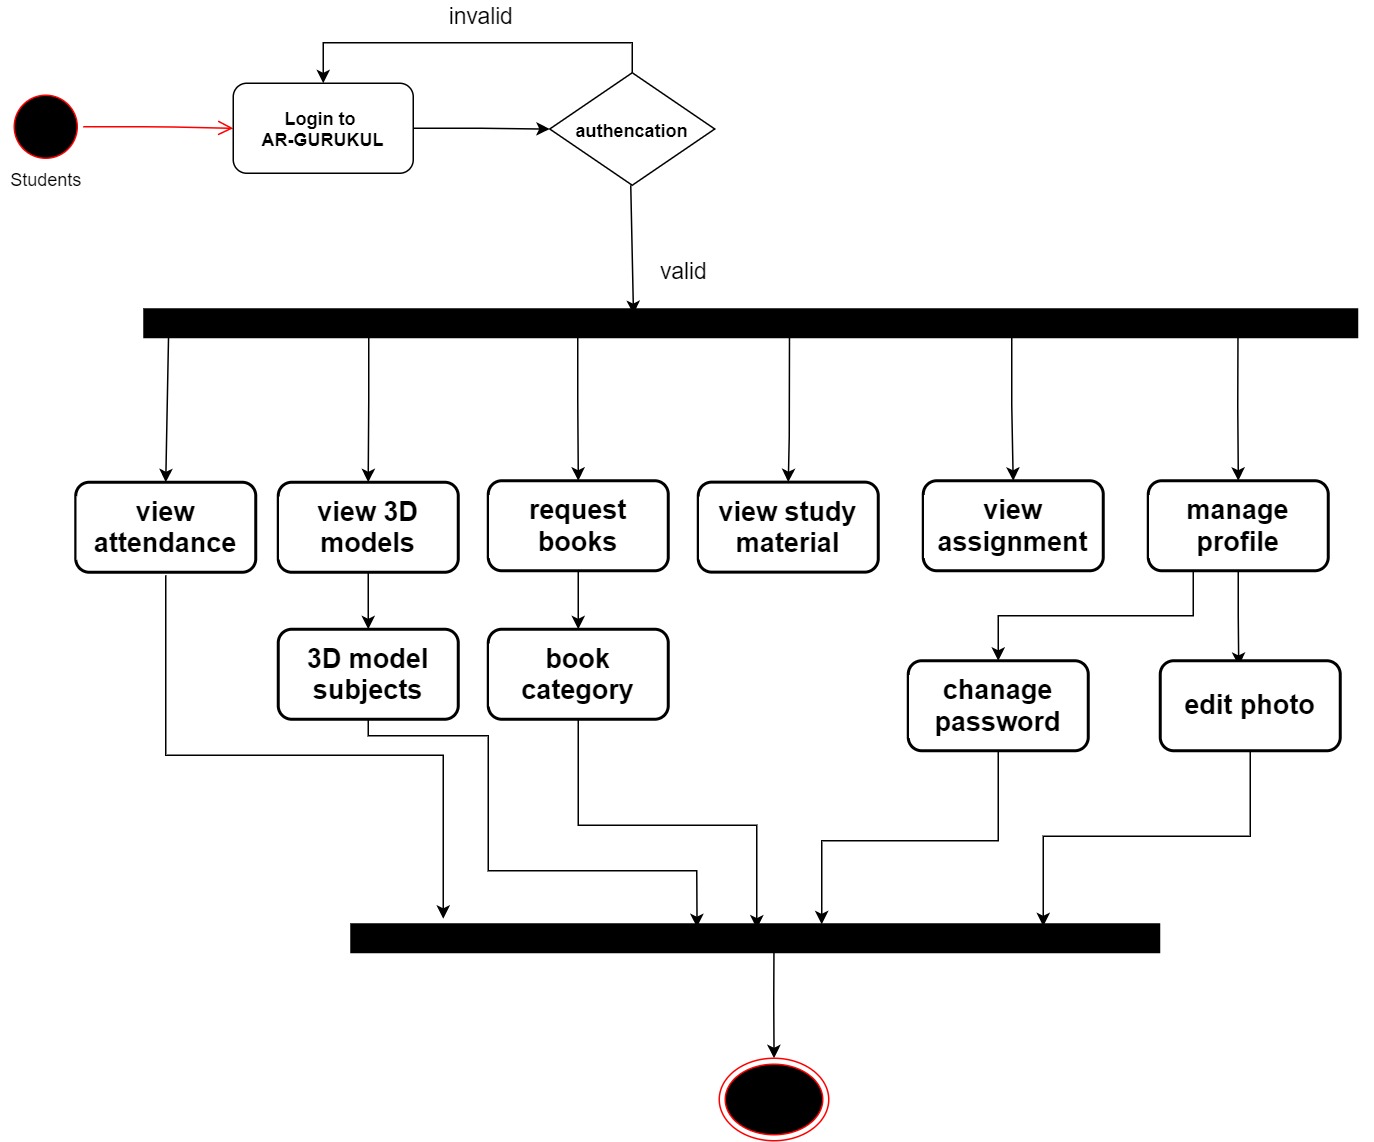 invalid
Login to
AR-GURUKUL
authencation
Students
valid
view
attendance
view 3D
models
request
books
view study
material
view
assignment
manage
profile
3D model
subjects
book
category
chanage
password
edit photo